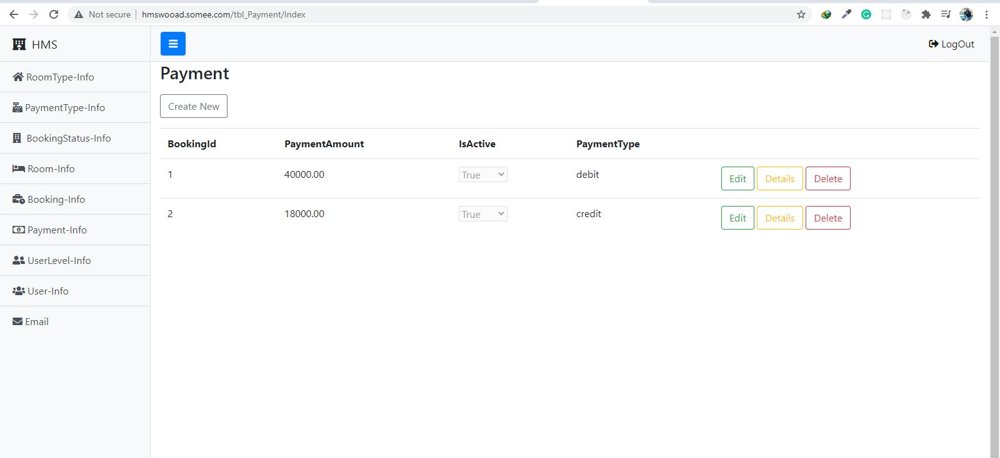 Not secure | hmswooad.somee.com/tbl_Payment/Index
HMS
LogOut
RoomType-Info
PaymentType-Info
BookingStatus-Info
Room-Info
Booking-Info
Payment-Info
UserLevel-Info
User-Info
Email
Payment
Create New
BookingId PaymentAmount IsActive PaymentType
1 40000.00 True debit Edit Details Delete
2 18000.00 True credit Edit Details Delete